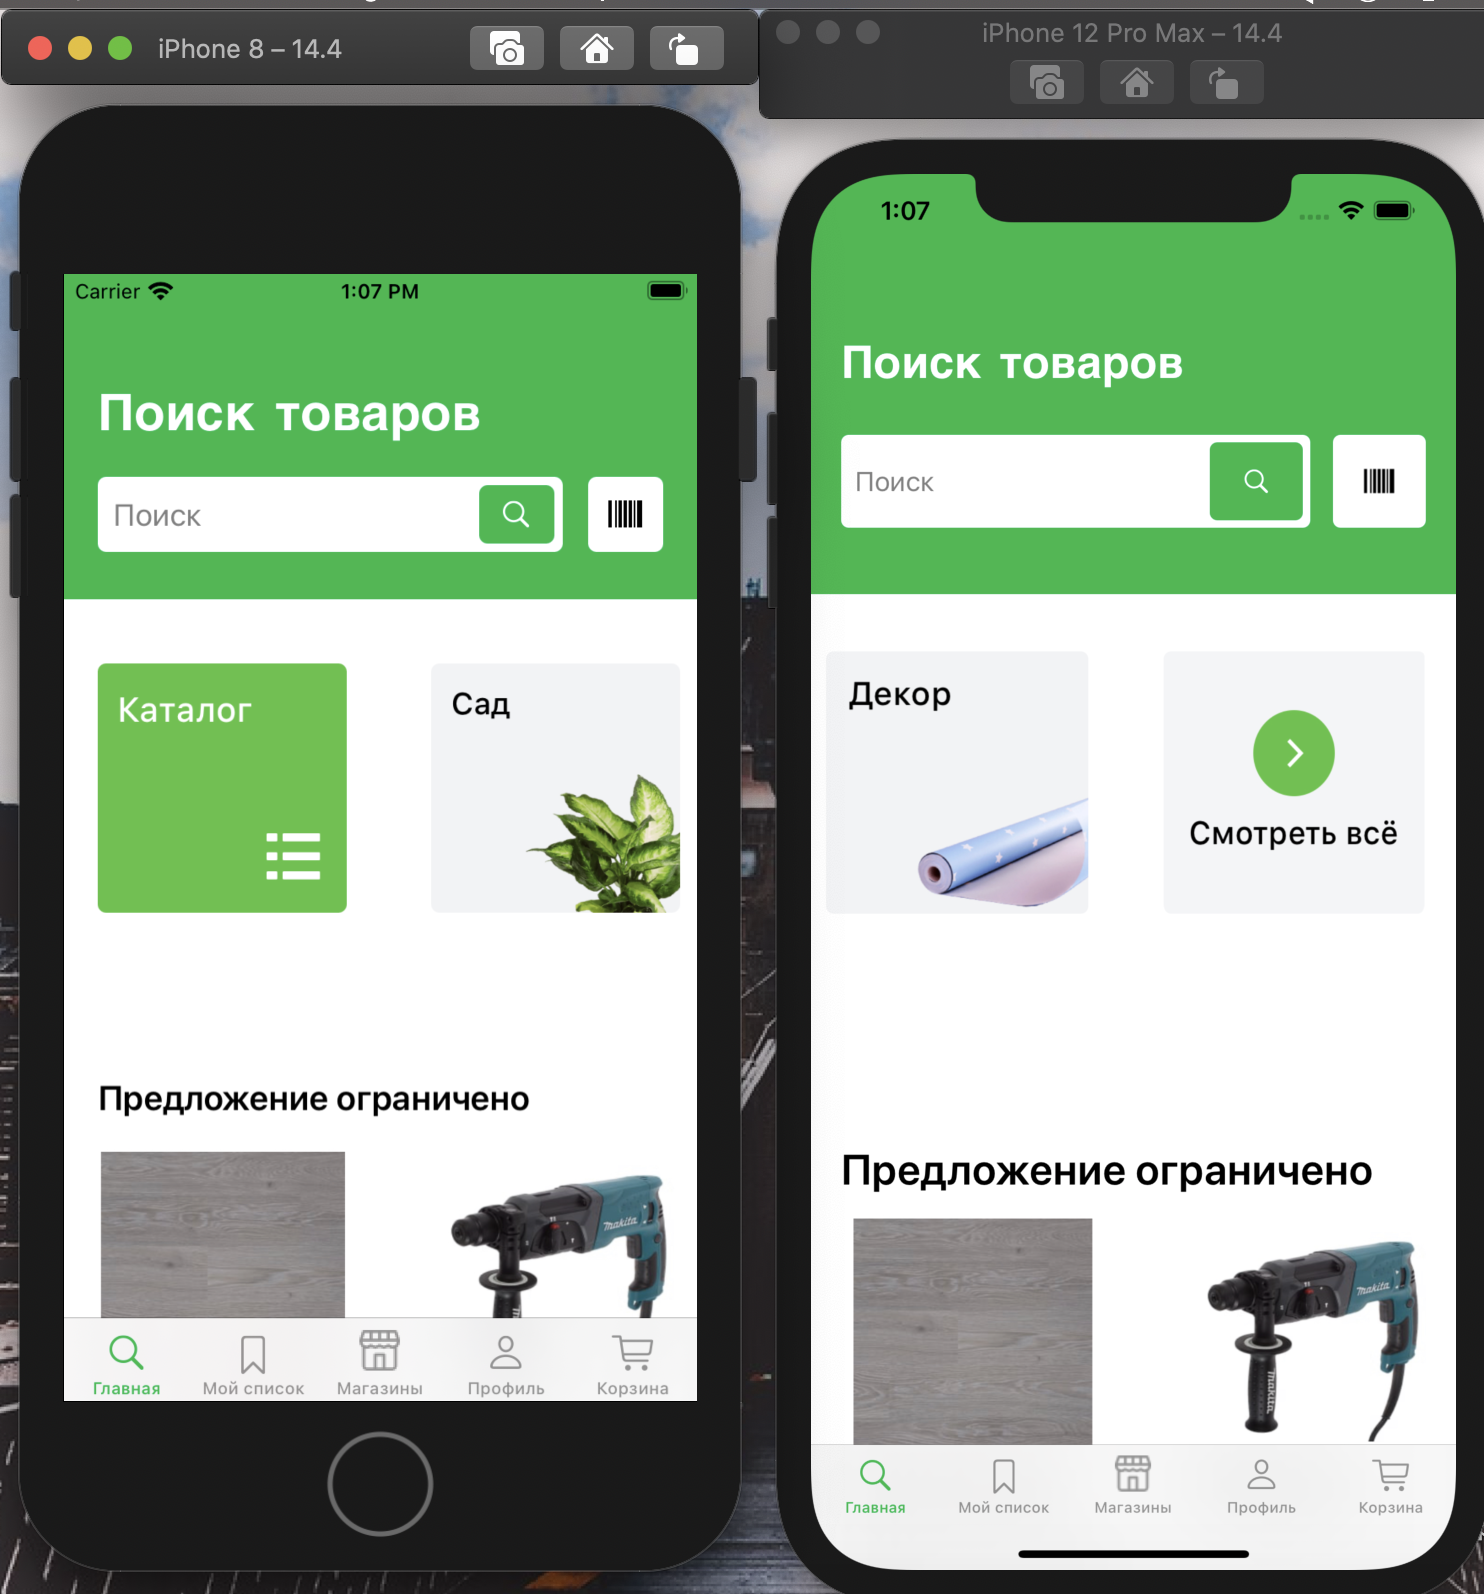 iPhone 8 – 14.4
Carrier
1:07 PM
Поиск товаров
Поиск
Каталог
Сад
Предложение ограничено
makita
Главная
Мой список
Магазины
Профиль
Корзина
iPhone 12 Pro Max – 14.4
1:07
Поиск товаров
Поиск
Декор
Смотреть всё
Предложение ограничено
makita
makita
Главная
Мой список
Магазины
Профиль
Корзина